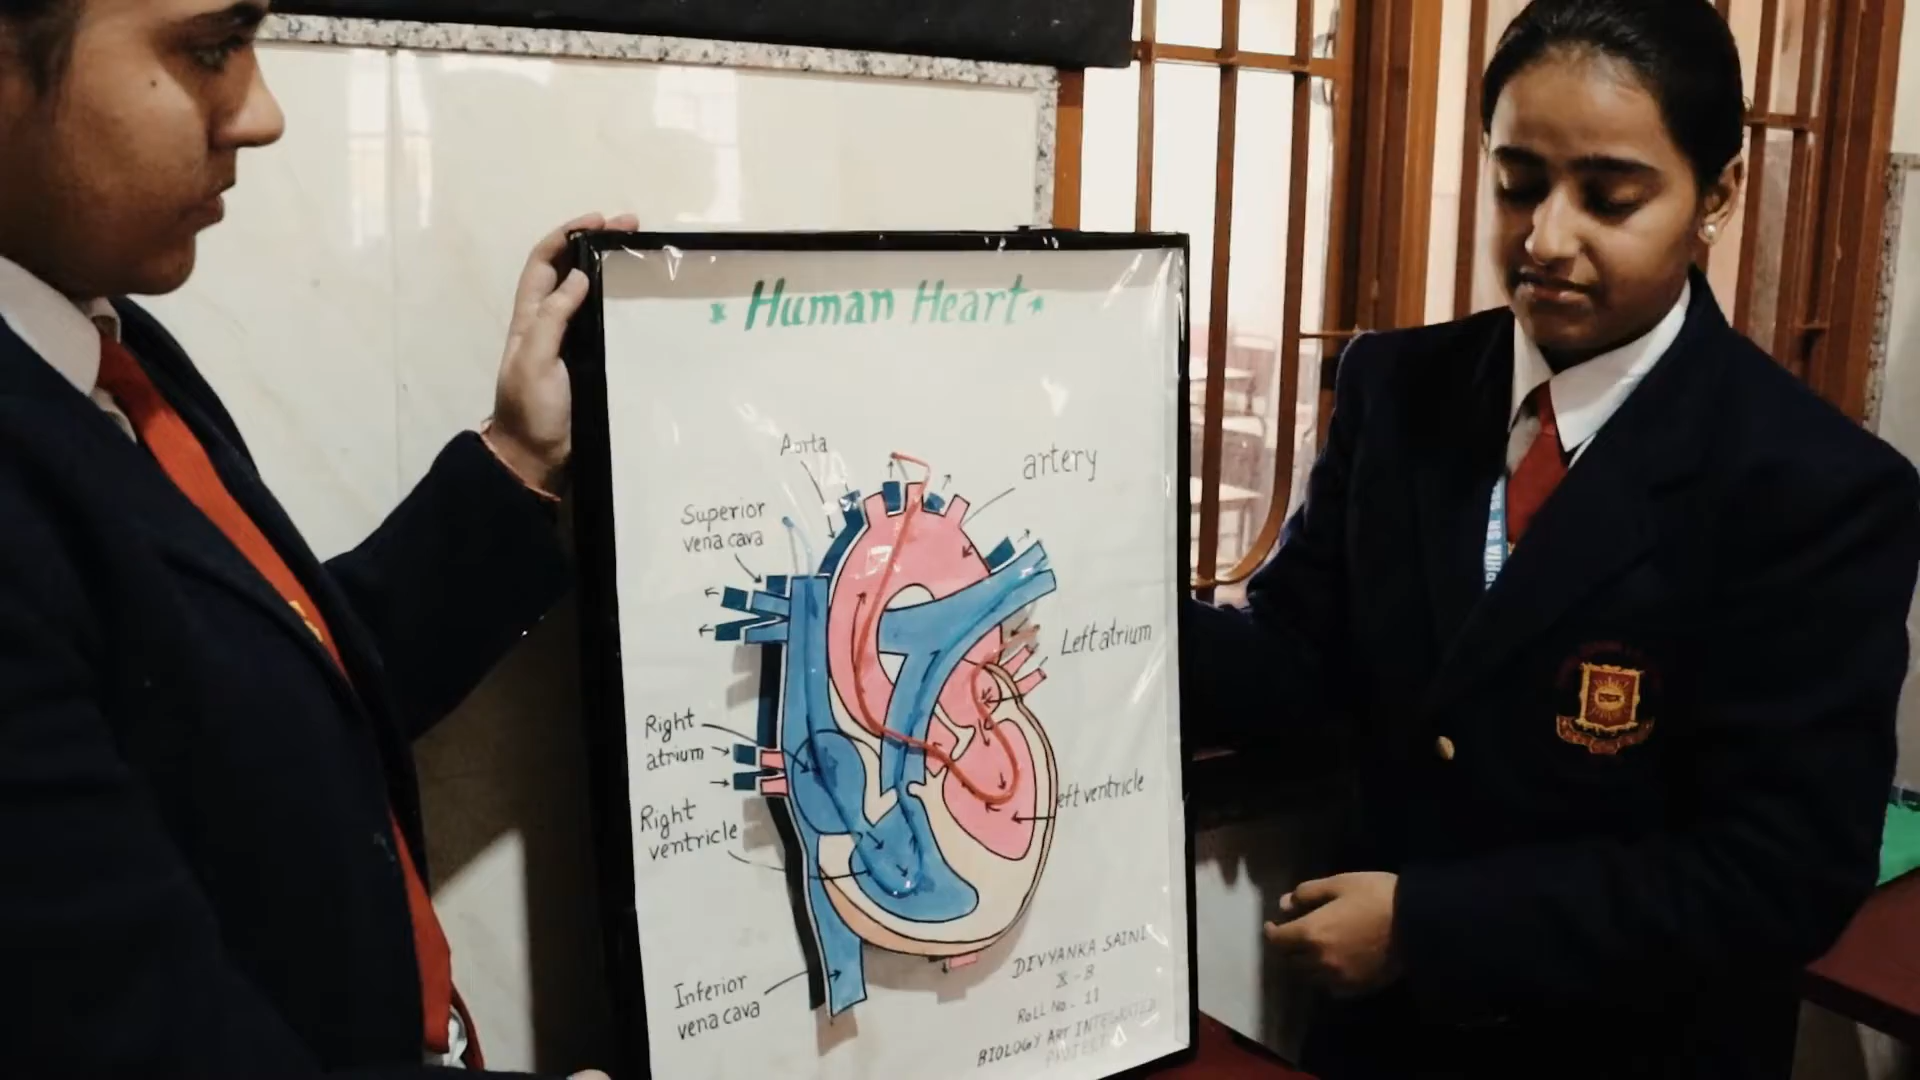 Human Heart
Aorta
artery
Superior
vena cava
Left atrium
Right
atrium
eft ventricle
Right
ventricle
Inferior
vena cava
DIVYANKA SAINI
X-B
Roll No. 11
BIOLOGY ART INTEGRATED
PROJECT